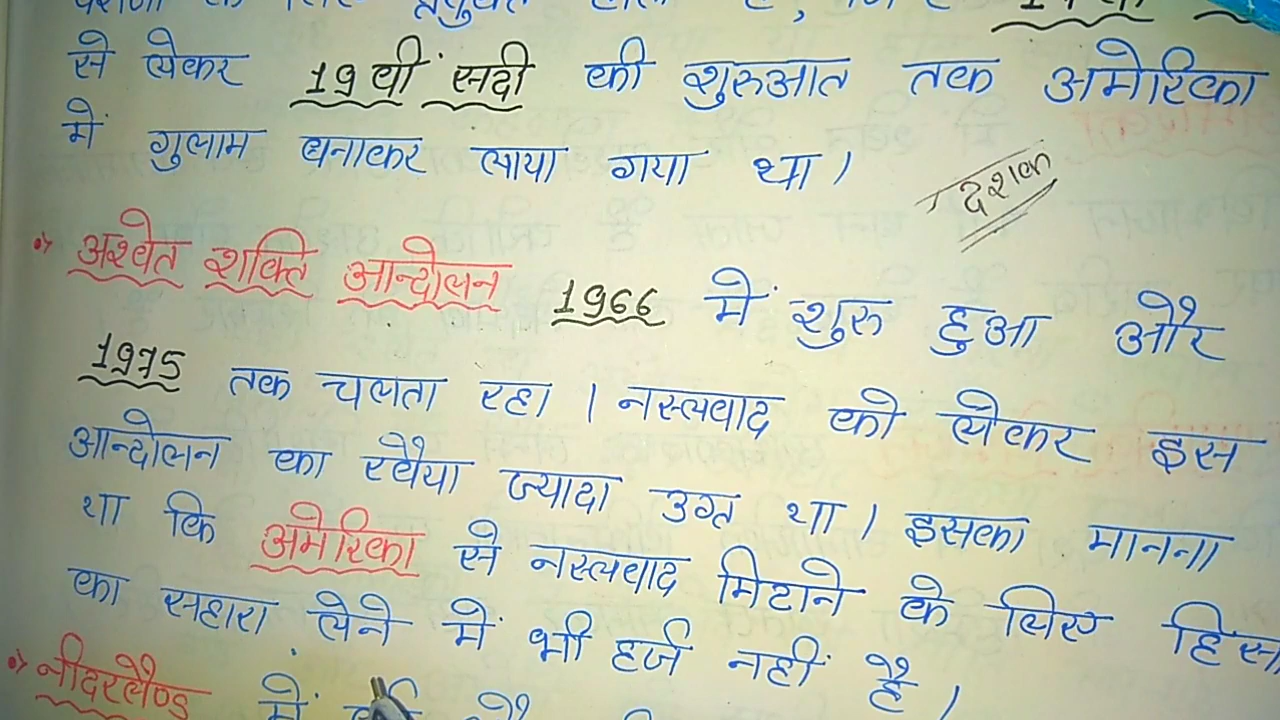 से लेकर 19वीं सदी की शुरुआत तक अमेरिका
में गुलाम बनाकर लाया गया था।
दशक
अश्वेत शक्ति आन्दोलन 1966 में शुरु हुआ और
1975 तक चलता रहा। नस्लवाद को लेकर इस
आन्दोलन का रवैया ज्यादा उग्र था। इसका मानना
था कि अमेरिका से नस्लवाद मिटाने के लिए हिंसा
का सहारा लेने में भी हर्ज नहीं है।
नीदरलैण्ड में